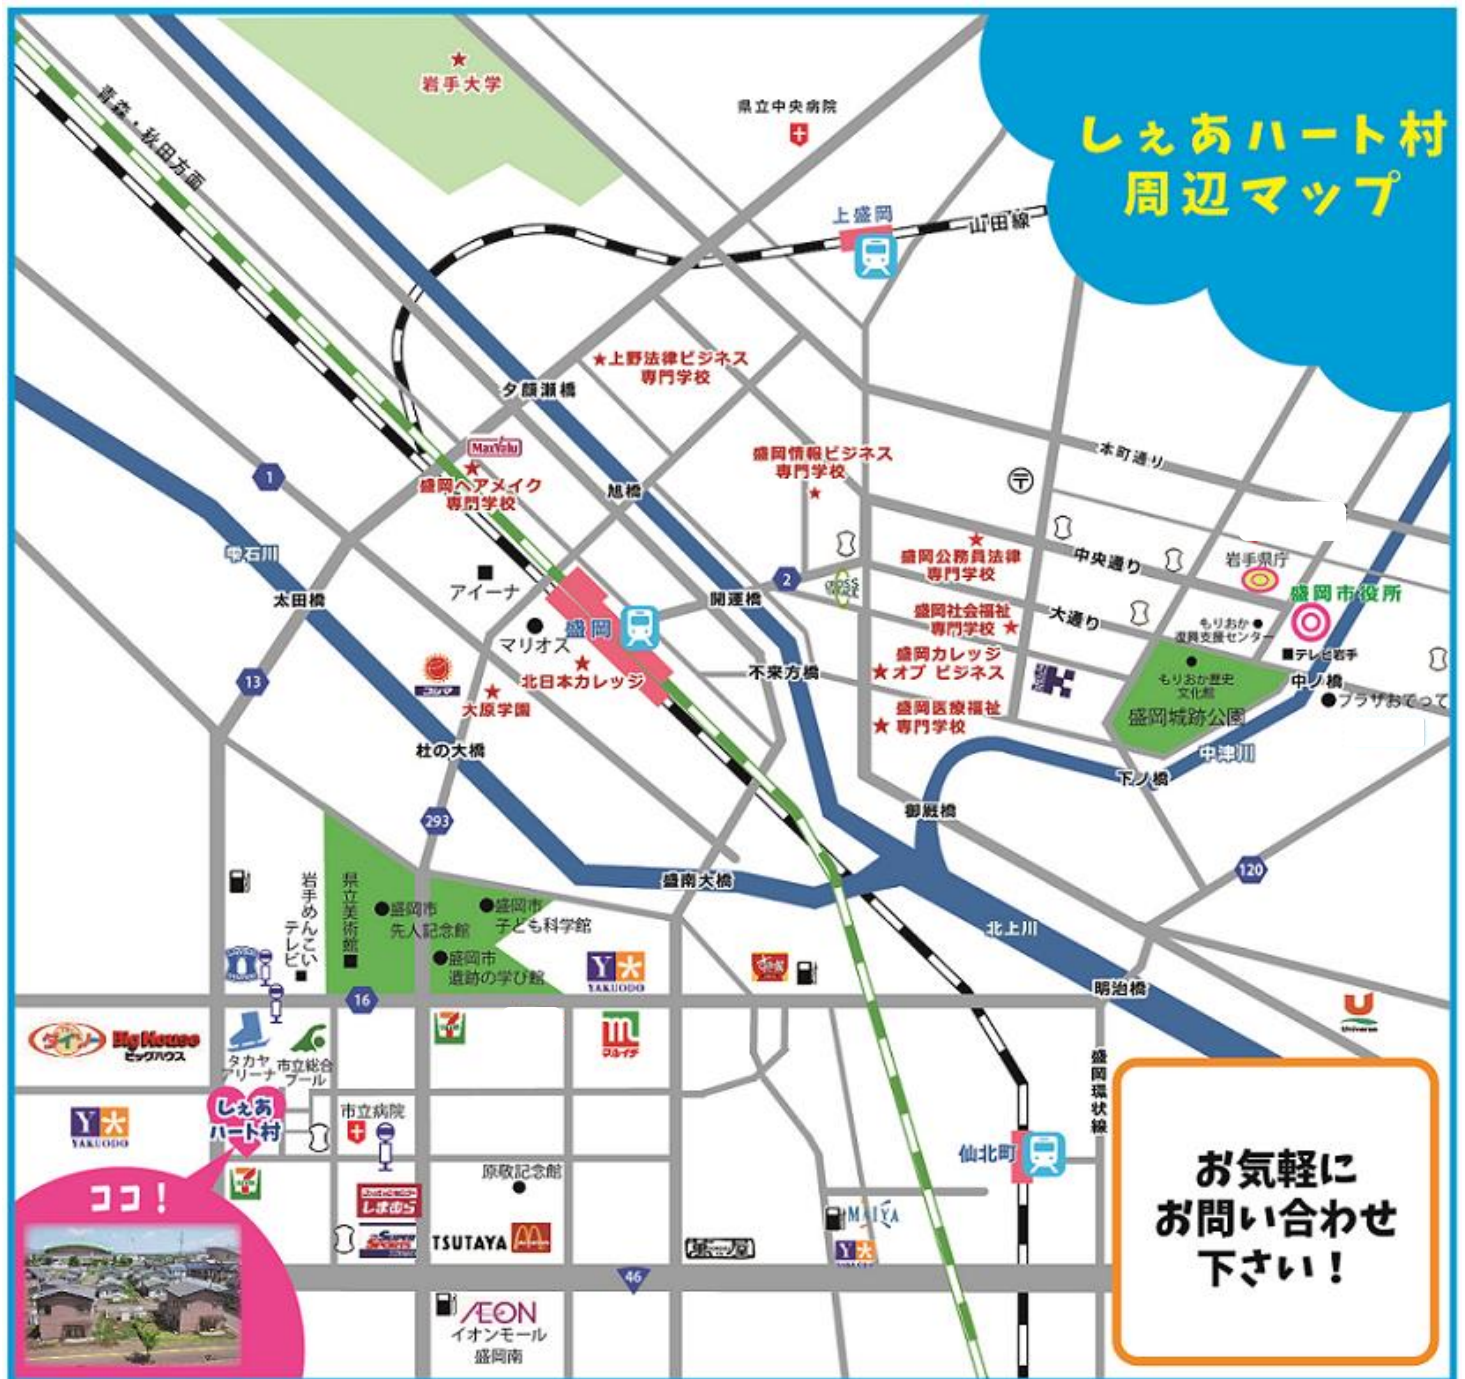 しぇあハート村
周辺マップ
青森・秋田方面
岩手大学
県立中央病院
上盛岡
山田線
上野法律ビジネス
専門学校
夕顔瀬橋
MaxValu
盛岡ヘアメイク
専門学校
旭橋
盛岡情報ビジネス
専門学校
本町通り
1
雫石川
太田橋
アイーナ
マリオス
盛岡
開運橋
2
盛岡公務員法律
専門学校
中央通り
岩手県庁
盛岡市役所
盛岡社会福祉
専門学校
大通り
もりおか
復興支援センター
テレビ岩手
13
北日本カレッジ
大原学園
不来方橋
盛岡カレッジ
オブ ビジネス
もりおか歴史
文化館
中ノ橋
プラザおでって
盛岡医療福祉
専門学校
盛岡城跡公園
杜の大橋
中津川
下ノ橋
293
御厩橋
盛南大橋
120
岩手めんこい
テレビ
県立美術館
盛岡市
先人記念館
盛岡市
子ども科学館
盛岡市
遺跡の学び館
YAKUODO
北上川
明治橋
16
ダイソー
Big House
ビッグハウス
タカヤ
アリーナ
市立総合
プール
マルイチ
Universe
盛岡環状線
YAKUODO
しぇあ
ハート村
市立病院
仙北町
ココ！
原敬記念館
しまむら
TSUTAYA
MAIYA
46
ÆON
イオンモール
盛岡南
お気軽に
お問い合わせ
下さい！